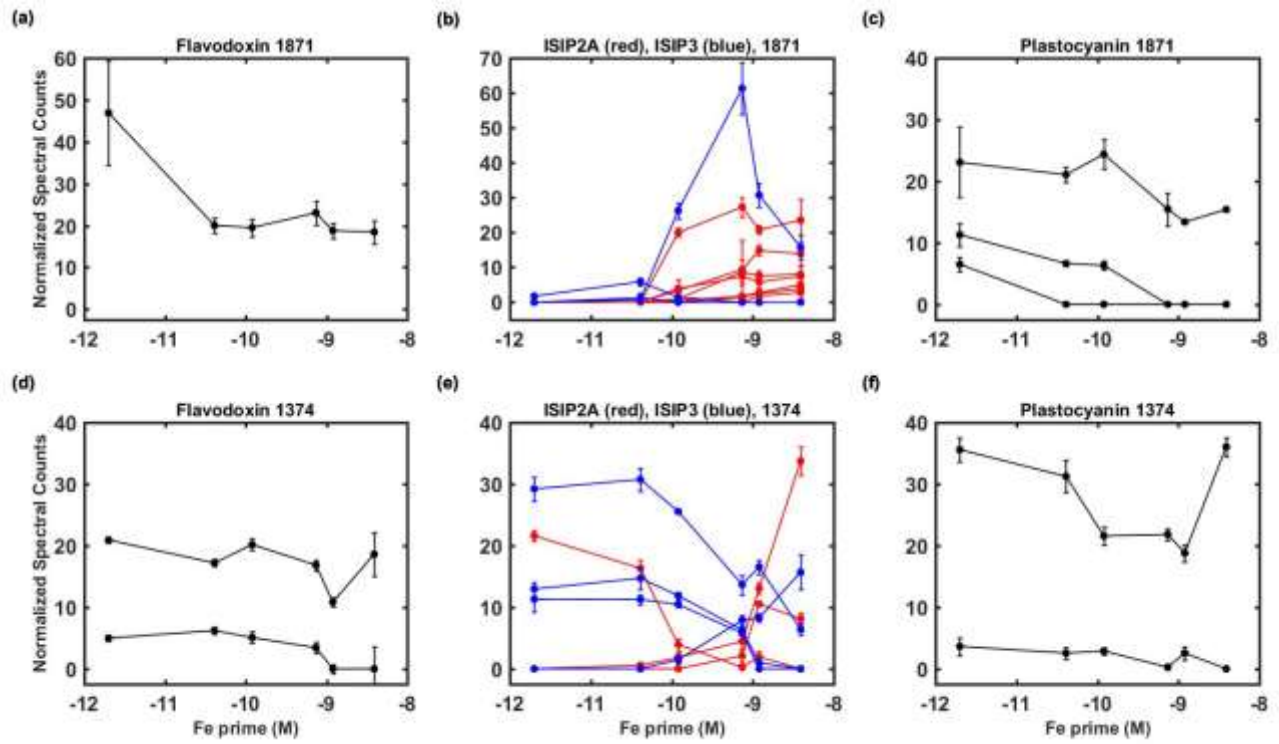 (a)
Flavodoxin 1871
Normalized Spectral Counts
60
50
40
30
20
10
0
-12 -11 -10 -9 -8
(b)
ISIP2A (red), ISIP3 (blue), 1871
70
60
50
40
30
20
10
0
-12 -11 -10 -9 -8
(c)
Plastocyanin 1871
40
30
20
10
0
-12 -11 -10 -9 -8
(d)
Flavodoxin 1374
Normalized Spectral Counts
40
30
20
10
0
-12 -11 -10 -9 -8
Fe prime (M)
(e)
ISIP2A (red), ISIP3 (blue), 1374
40
30
20
10
0
-12 -11 -10 -9 -8
Fe prime (M)
(f)
Plastocyanin 1374
40
30
20
10
0
-12 -11 -10 -9 -8
Fe prime (M)